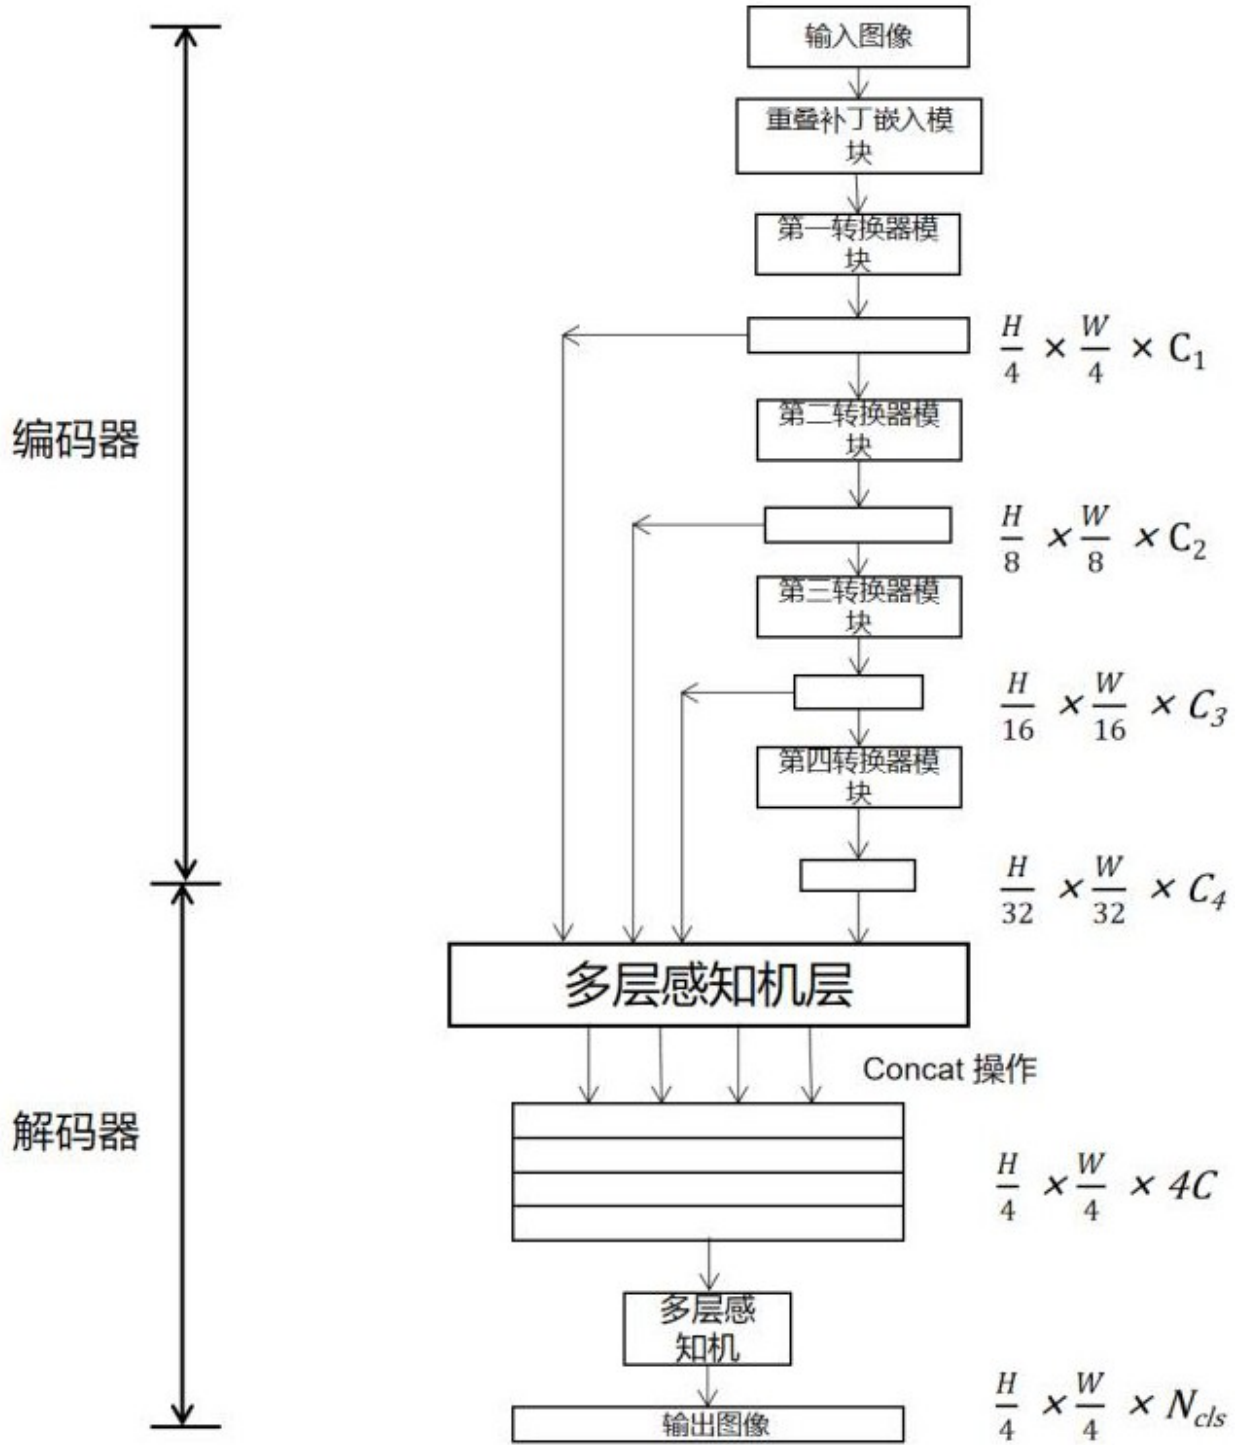 输入图像
重叠补丁嵌入模
块
第一转换器模
块
H/4 × W/4 × C₁
第二转换器模
块
编码器
H/8 × W/8 × C₂
第三转换器模
块
H/16 × W/16 × C₃
第四转换器模
块
H/32 × W/32 × C₄
多层感知机层
Concat 操作
解码器
H/4 × W/4 × 4C
多层感
知机
H/4 × W/4 × N_cls
输出图像